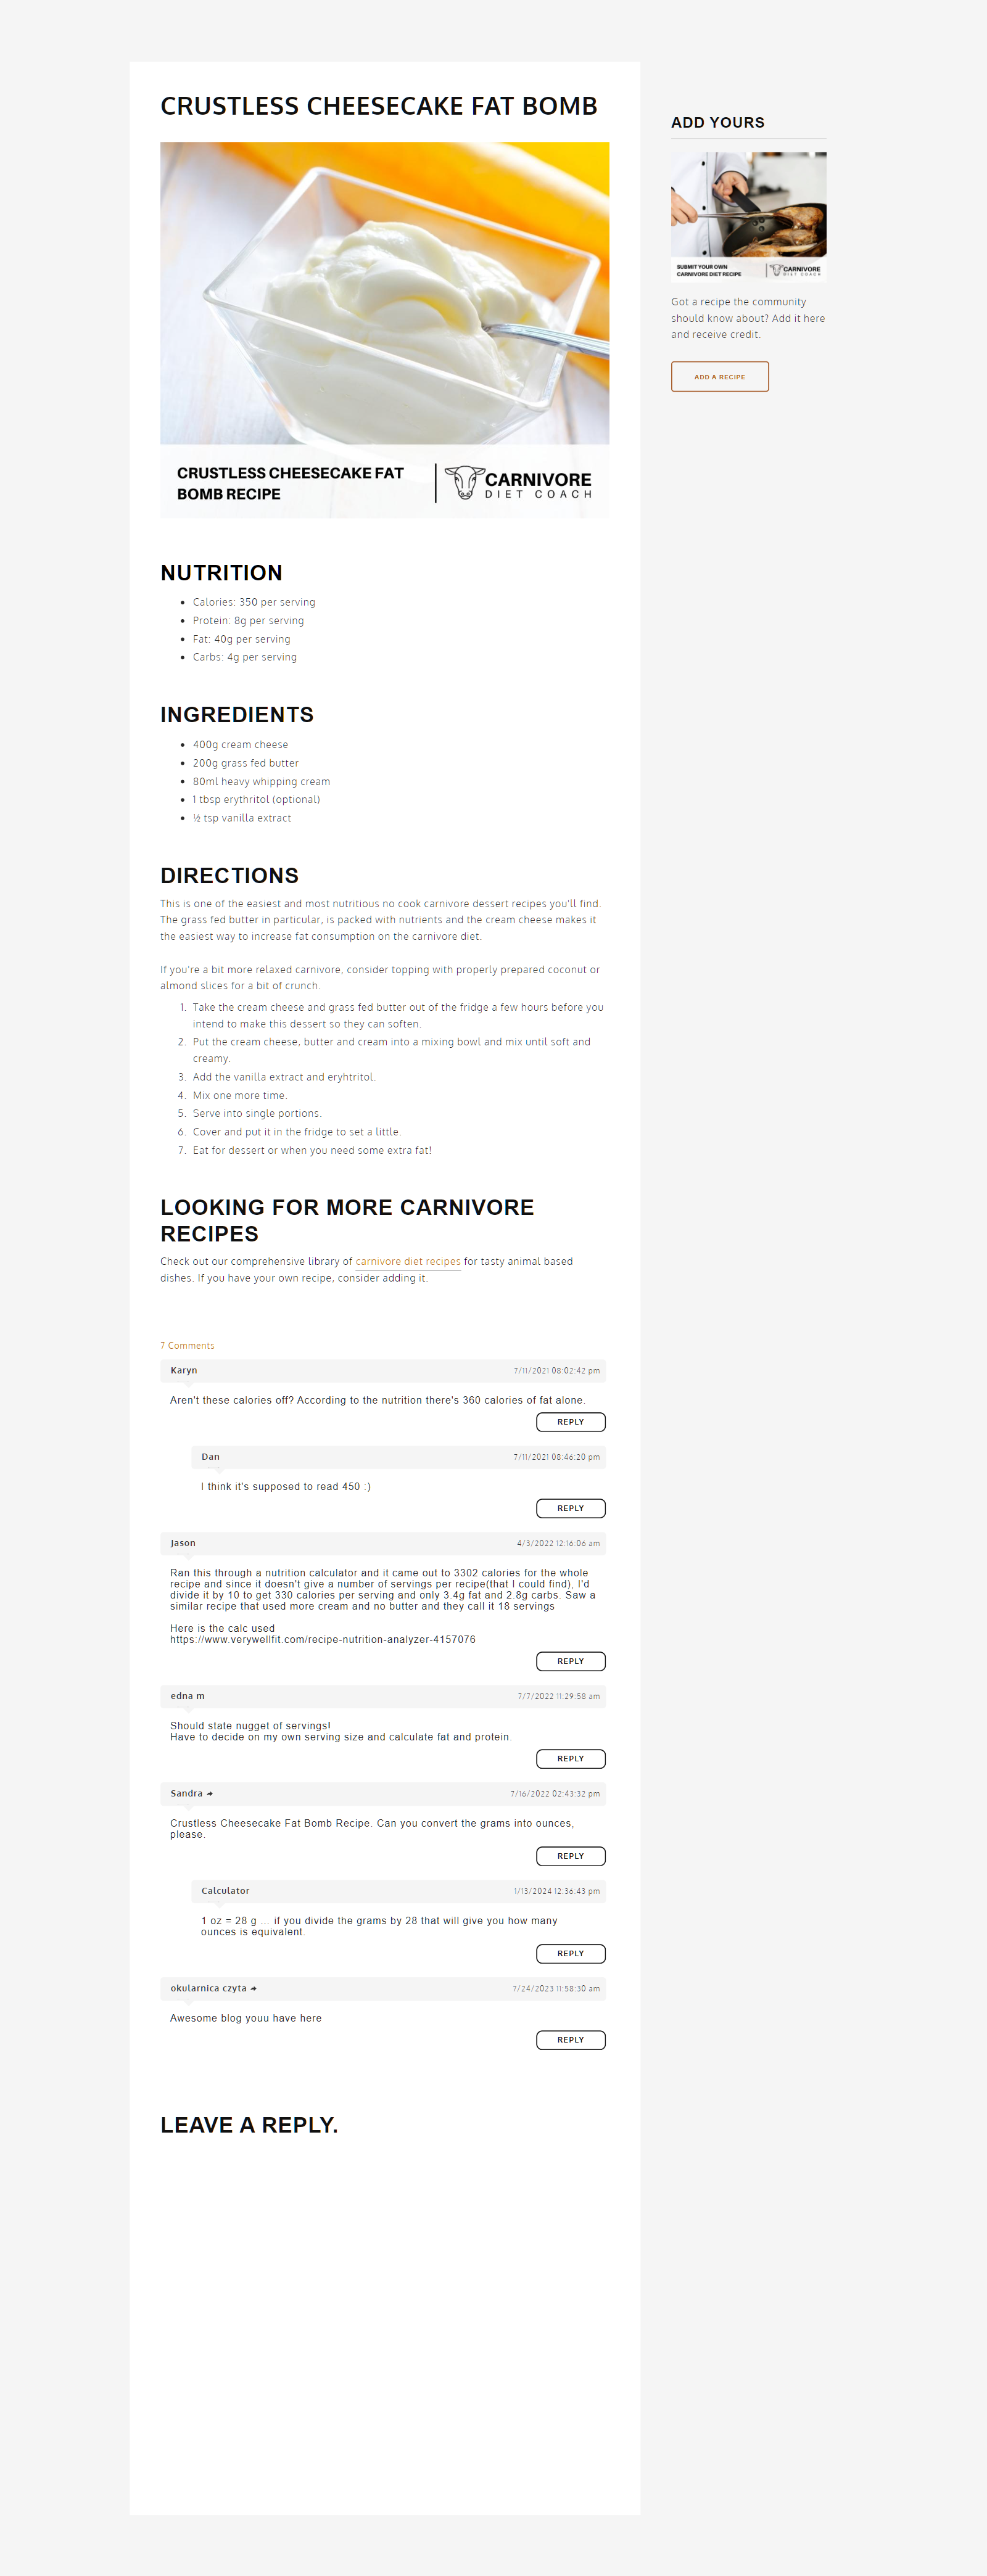 CRUSTLESS CHEESECAKE FAT BOMB
CRUSTLESS CHEESECAKE FAT
BOMB RECIPE
CARNIVORE
DIET COACH
NUTRITION
• Calories: 350 per serving
• Protein: 8g per serving
• Fat: 40g per serving
• Carbs: 4g per serving
INGREDIENTS
• 400g cream cheese
• 200g grass fed butter
• 80ml heavy whipping cream
• 1 tbsp erythritol (optional)
• ½ tsp vanilla extract
DIRECTIONS
This is one of the easiest and most nutritious no cook carnivore dessert recipes you'll find.
The grass fed butter in particular, is packed with nutrients and the cream cheese makes it
the easiest way to increase fat consumption on the carnivore diet.
If you're a bit more relaxed carnivore, consider topping with properly prepared coconut or
almond slices for a bit of crunch.
1. Take the cream cheese and grass fed butter out of the fridge a few hours before you
intend to make this dessert so they can soften.
2. Put the cream cheese, butter and cream into a mixing bowl and mix until soft and
creamy.
3. Add the vanilla extract and eryhtritol.
4. Mix one more time.
5. Serve into single portions.
6. Cover and put it in the fridge to set a little.
7. Eat for dessert or when you need some extra fat!
LOOKING FOR MORE CARNIVORE
RECIPES
Check out our comprehensive library of carnivore diet recipes for tasty animal based
dishes. If you have your own recipe, consider adding it.
7 Comments
Karyn 7/11/2021 08:02:42 pm
Aren't these calories off? According to the nutrition there's 360 calories of fat alone.
REPLY
Dan 7/11/2021 08:46:20 pm
I think it's supposed to read 450 :)
REPLY
Jason 4/3/2022 12:16:06 am
Ran this through a nutrition calculator and it came out to 3302 calories for the whole
recipe and since it doesn't give a number of servings per recipe(that I could find), I'd
divide it by 10 to get 330 calories per serving and only 3.4g fat and 2.8g carbs. Saw a
similar recipe that used more cream and no butter and they call it 18 servings
Here is the calc used
https://www.verywellfit.com/recipe-nutrition-analyzer-4157076
REPLY
edna m 7/7/2022 11:29:58 am
Should state nugget of servings!
Have to decide on my own serving size and calculate fat and protein.
REPLY
Sandra 7/16/2022 02:43:32 pm
Crustless Cheesecake Fat Bomb Recipe. Can you convert the grams into ounces,
please.
REPLY
Calculator 1/13/2024 12:36:43 pm
1 oz = 28 g ... if you divide the grams by 28 that will give you how many
ounces is equivalent.
REPLY
okularnica czyta 7/24/2023 11:58:30 am
Awesome blog youu have here
REPLY
LEAVE A REPLY.
ADD YOURS
SUBMIT YOUR OWN
CARNIVORE DIET RECIPE
CARNIVORE
DIET COACH
Got a recipe the community
should know about? Add it here
and receive credit.
ADD A RECIPE